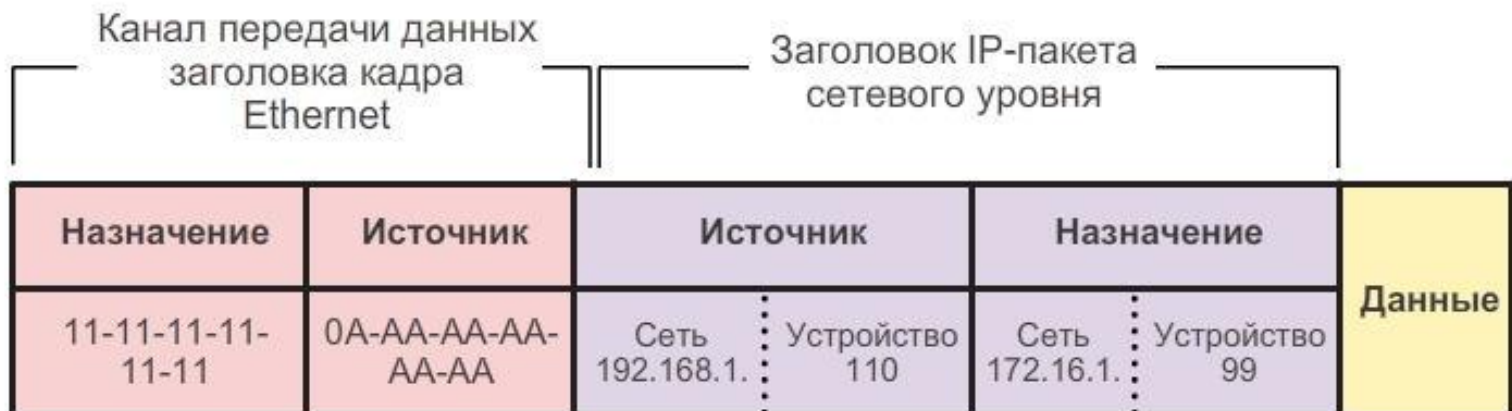 Канал передачи данных
заголовка кадра
Ethernet
Заголовок IP-пакета
сетевого уровня
Назначение
Источник
Источник
Назначение
Данные
11-11-11-11-
11-11
0A-AA-AA-AA-
AA-AA
Сеть
192.168.1.
Устройство
110
Сеть
172.16.1.
Устройство
99